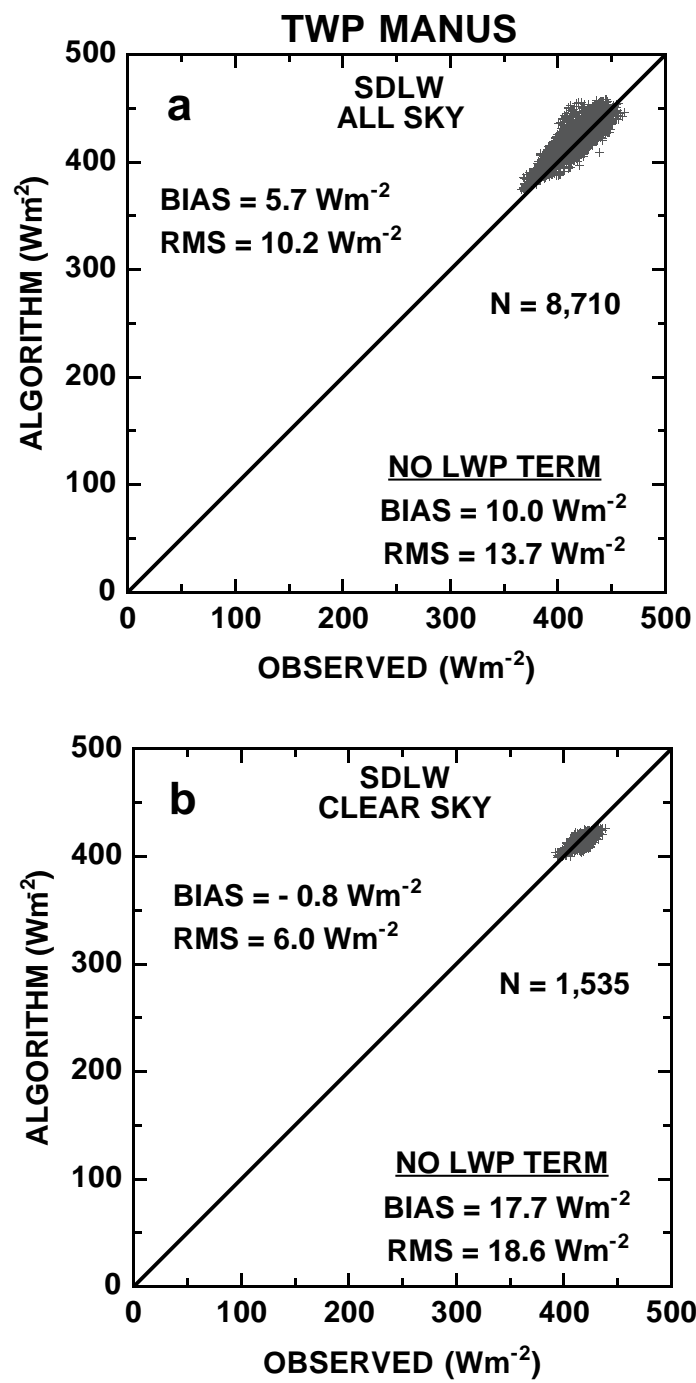 TWP MANUS
500
400
300
200
100
0
0 100 200 300 400 500
ALGORITHM (Wm-2)
OBSERVED (Wm-2)
a
SDLW
ALL SKY
BIAS = 5.7 Wm-2
RMS = 10.2 Wm-2
N = 8,710
NO LWP TERM
BIAS = 10.0 Wm-2
RMS = 13.7 Wm-2
500
400
300
200
100
0
0 100 200 300 400 500
ALGORITHM (Wm-2)
OBSERVED (Wm-2)
b
SDLW
CLEAR SKY
BIAS = - 0.8 Wm-2
RMS = 6.0 Wm-2
N = 1,535
NO LWP TERM
BIAS = 17.7 Wm-2
RMS = 18.6 Wm-2